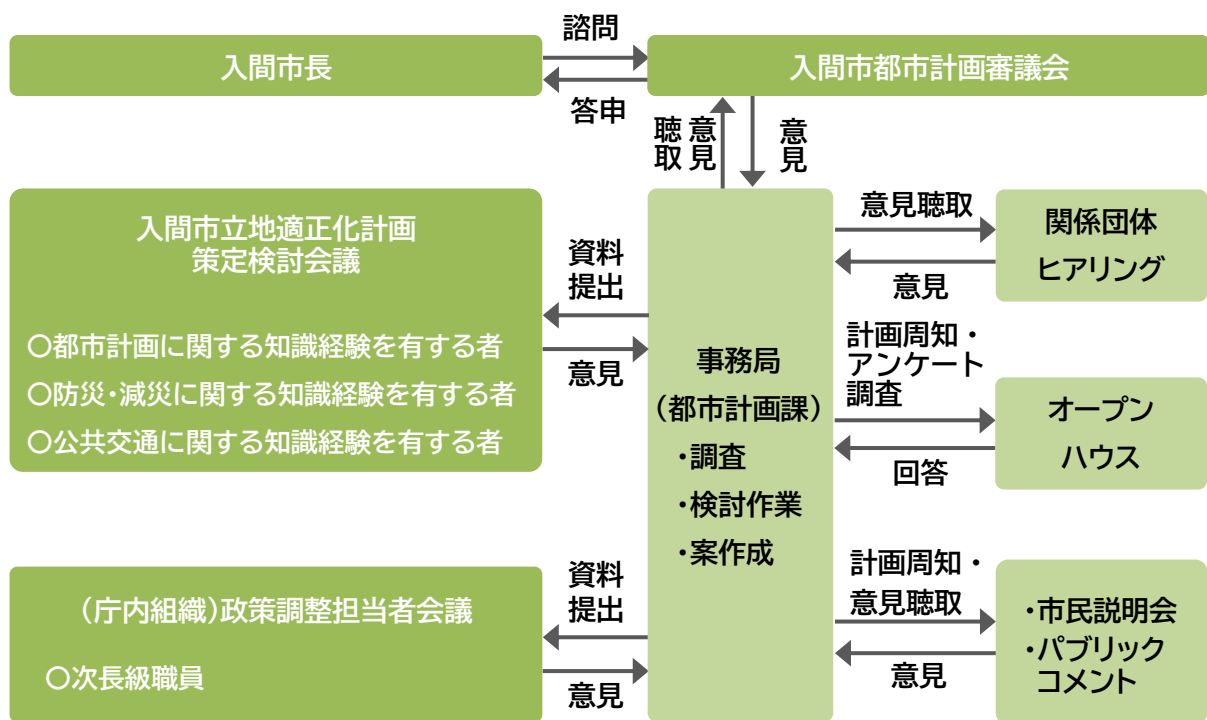 諮問
入間市長
入間市都市計画審議会
答申
意見
聴取
意見
入間市立地適正化計画
策定検討会議
〇都市計画に関する知識経験を有する者
〇防災・減災に関する知識経験を有する者
〇公共交通に関する知識経験を有する者
資料
提出
意見
事務局
（都市計画課）
・調査
・検討作業
・案作成
意見聴取
意見
関係団体
ヒアリング
計画周知・
アンケート
調査
回答
オープン
ハウス
（庁内組織）政策調整担当者会議
〇次長級職員
資料
提出
意見
計画周知・
意見聴取
意見
・市民説明会
・パブリック
コメント